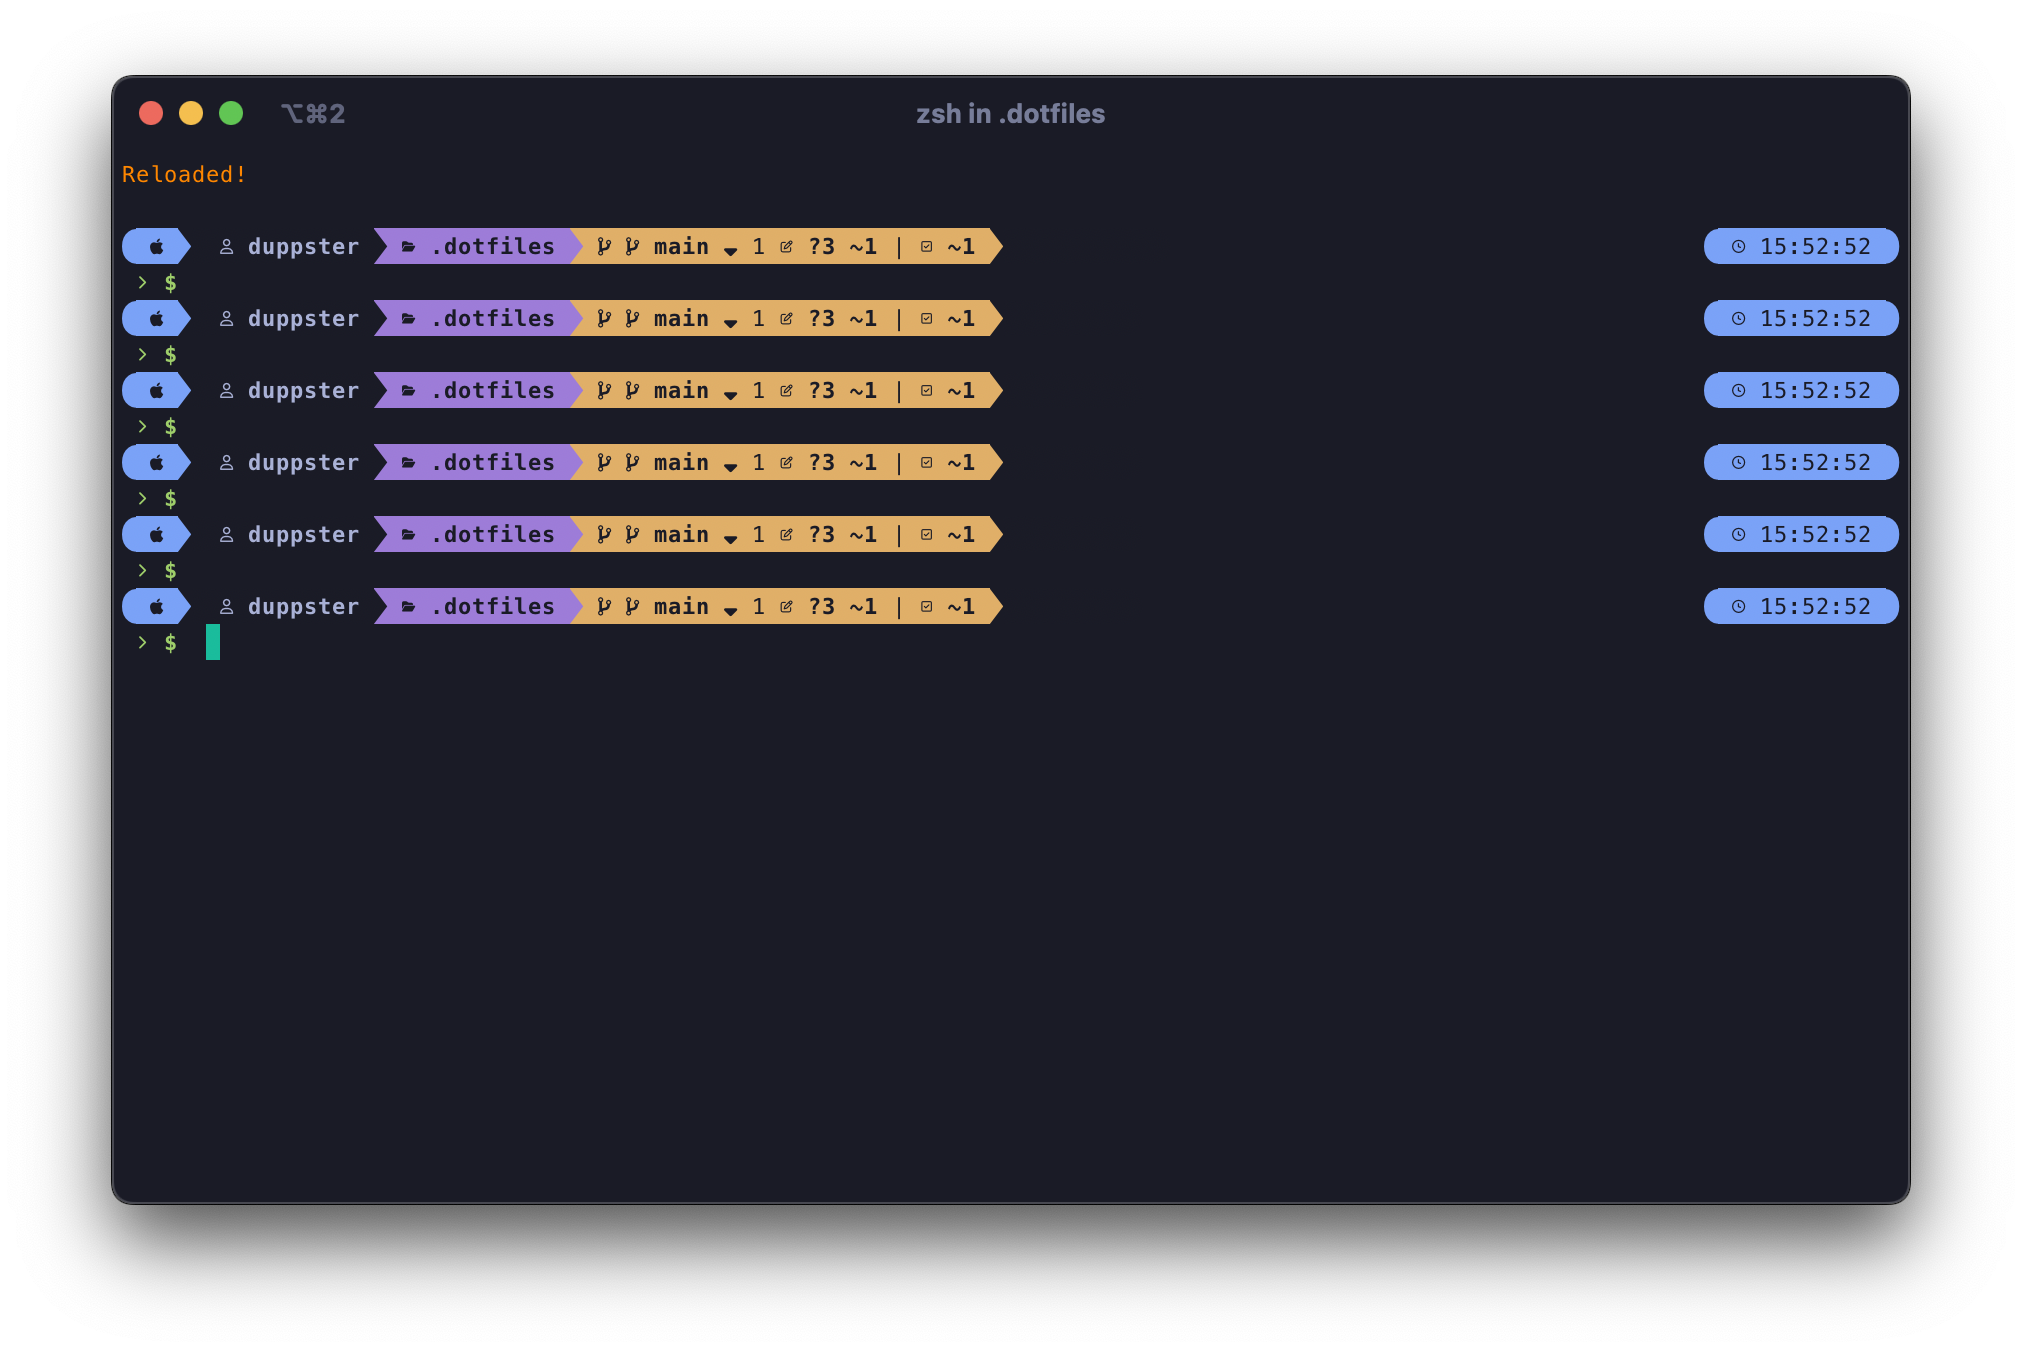 ⌥⌘2 zsh in .dotfiles
Reloaded!
duppster .dotfiles main 1 ?3 ~1 | ~1 15:52:52
> $
duppster .dotfiles main 1 ?3 ~1 | ~1 15:52:52
> $
duppster .dotfiles main 1 ?3 ~1 | ~1 15:52:52
> $
duppster .dotfiles main 1 ?3 ~1 | ~1 15:52:52
> $
duppster .dotfiles main 1 ?3 ~1 | ~1 15:52:52
> $
duppster .dotfiles main 1 ?3 ~1 | ~1 15:52:52
> $